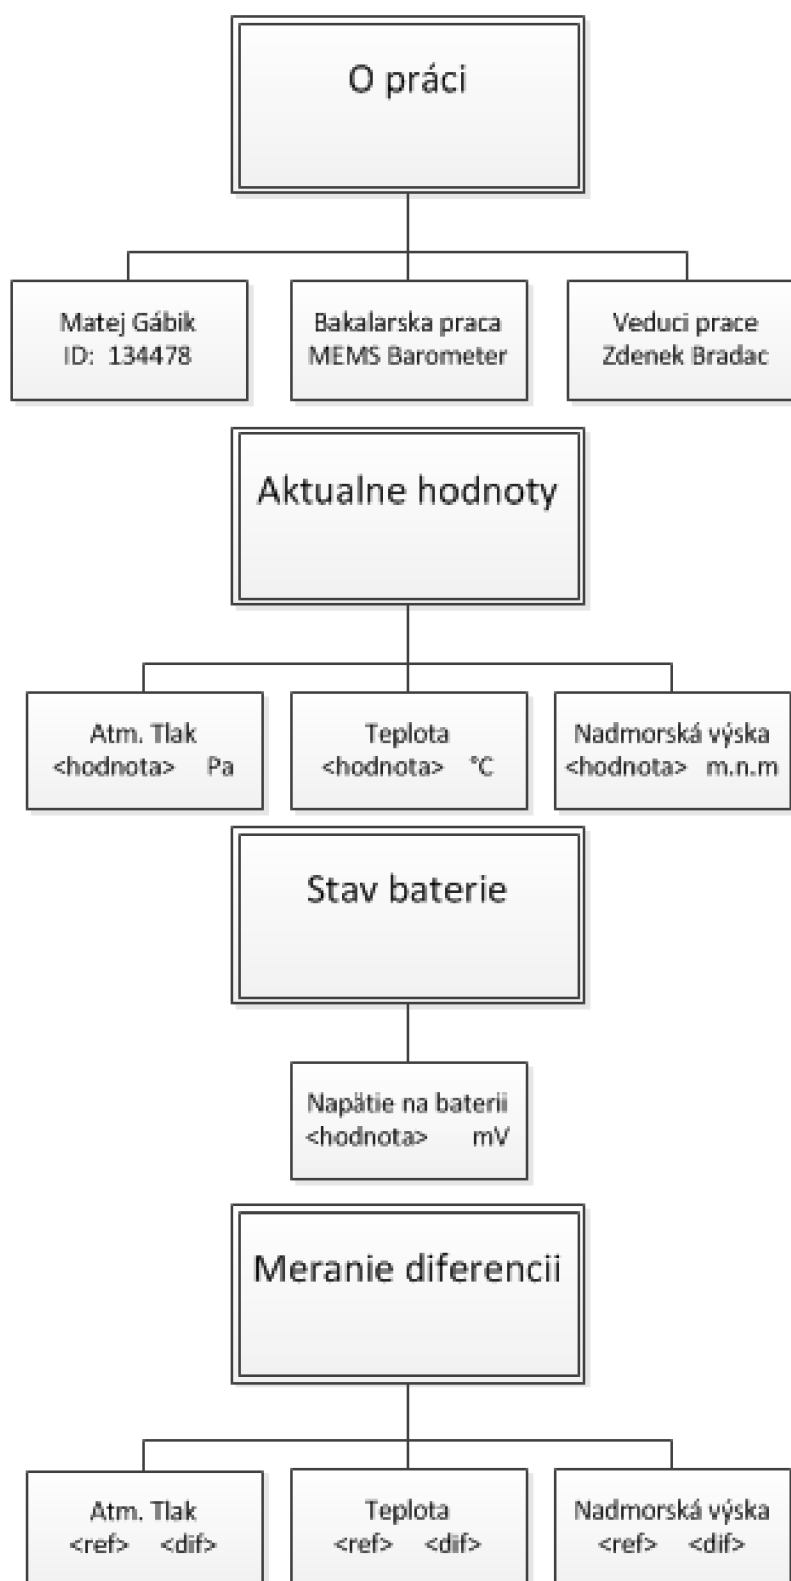 O práci
Matej Gábik
ID: 134478
Bakalarska praca
MEMS Barometer
Veduci prace
Zdenek Bradac
Aktualne hodnoty
Atm. Tlak
<hodnota> Pa
Teplota
<hodnota> °C
Nadmorská výska
<hodnota> m.n.m
Stav baterie
Napätie na baterii
<hodnota> mV
Meranie diferencii
Atm. Tlak
<ref> <dif>
Teplota
<ref> <dif>
Nadmorská výska
<ref> <dif>